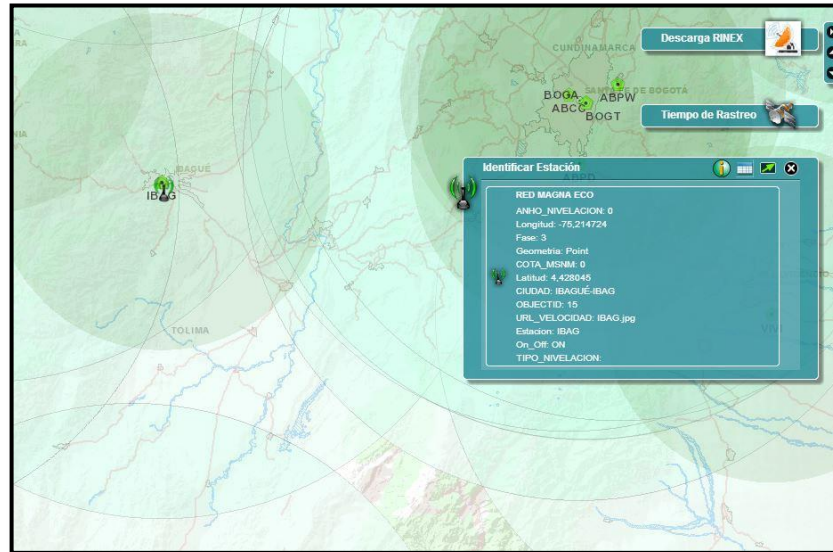 CUNDINAMARCA
Descarga RINEX
BOGA
SANTA FE DE BOGOTÁ
ABPW
ABCC
BOGT
Tiempo de Rastreo
IBAGUÉ
IBAG
Identificar Estación
RED MAGNA ECO
ANHO_NIVELACION: 0
Longitud: -75,214724
Fase: 3
Geometria: Point
COTA_MSNM: 0
Latitud: 4,428045
CIUDAD: IBAGUÉ-IBAG
OBJECTID: 15
URL_VELOCIDAD: IBAG.jpg
Estacion: IBAG
On_Off: ON
TIPO_NIVELACION:
TOLIMA